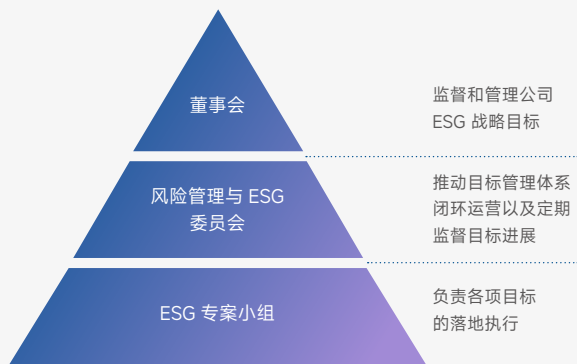 董事会
监督和管理公司
ESG 战略目标
风险管理与 ESG
委员会
推动目标管理体系
闭环运营以及定期
监督目标进展
ESG 专案小组
负责各项目标
的落地执行